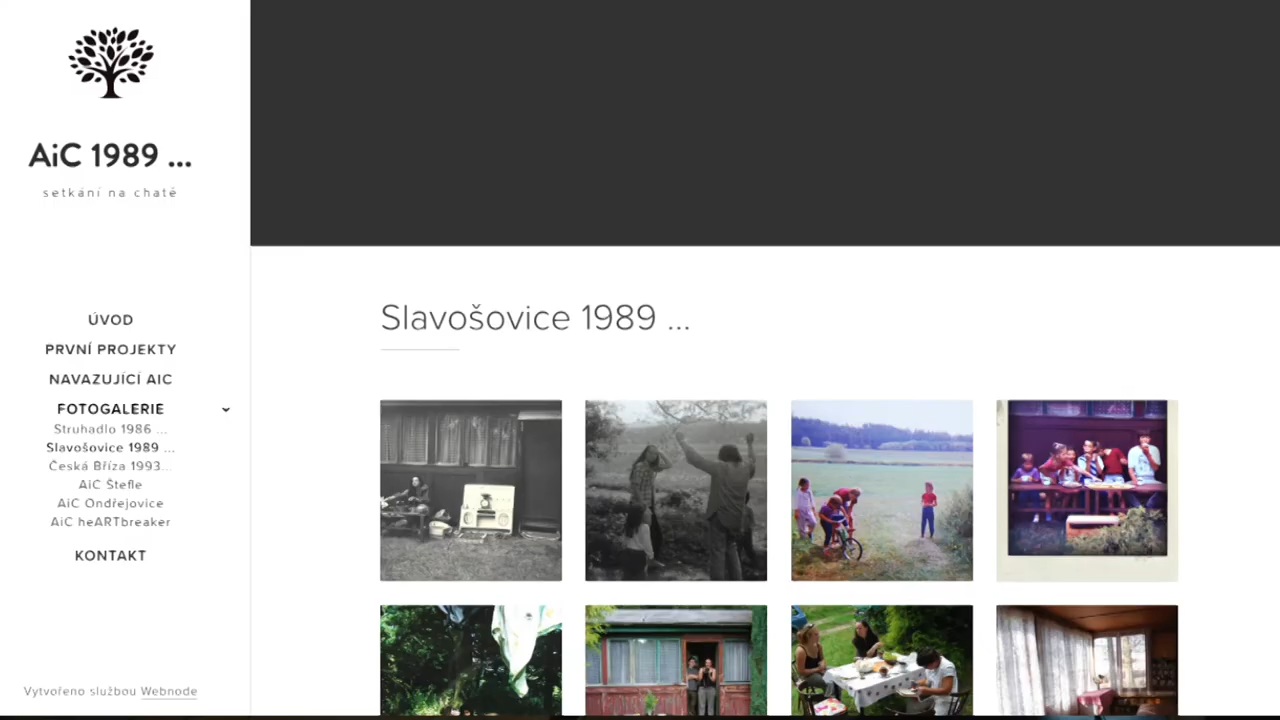 AiC 1989 ...
setkání na chatě
ÚVOD
PRVNÍ PROJEKTY
NAVAZUJÍCÍ AIC
FOTOGALERIE
Struhadlo 1986 ...
Slavošovice 1989 ...
Česká Bříza 1993...
AiC Štefle
AiC Ondřejovice
AiC heARTbreaker
KONTAKT
Vytvořeno službou Webnode
Slavošovice 1989 ...